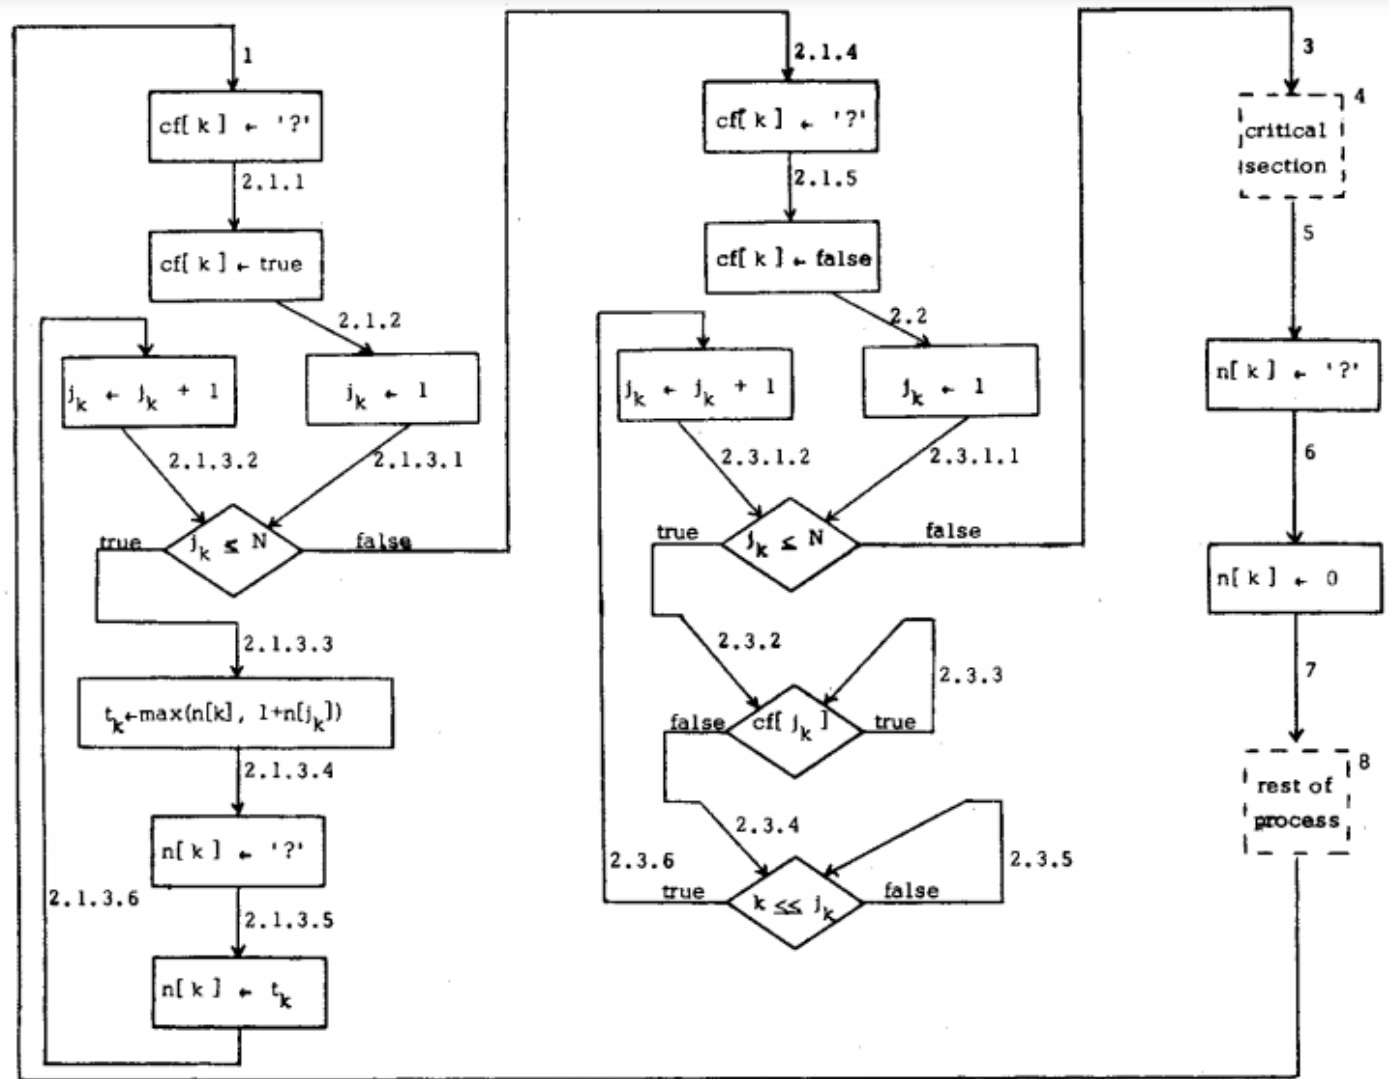 1
cf[ k ] ← '?'
2.1.1
cf[ k ] ← true
2.1.2
j_k ← j_k + 1
j_k ← 1
2.1.3.2
2.1.3.1
j_k ≤ N
true
false
2.1.3.3
t_k←max(n[k], 1+n[j_k])
2.1.3.4
n[ k ] ← '?'
2.1.3.5
2.1.3.6
n[ k ] ← t_k
2.1.4
cf[ k ] ← '?'
2.1.5
cf[ k ] ← false
2.2
j_k ← j_k + 1
j_k ← 1
2.3.1.2
2.3.1.1
j_k ≤ N
true
false
2.3.2
2.3.3
cf[ j_k ]
false
true
2.3.4
2.3.5
2.3.6
k ≤≤ j_k
true
false
3
4
critical
section
5
n[ k ] ← '?'
6
n[ k ] ← 0
7
8
rest of
process